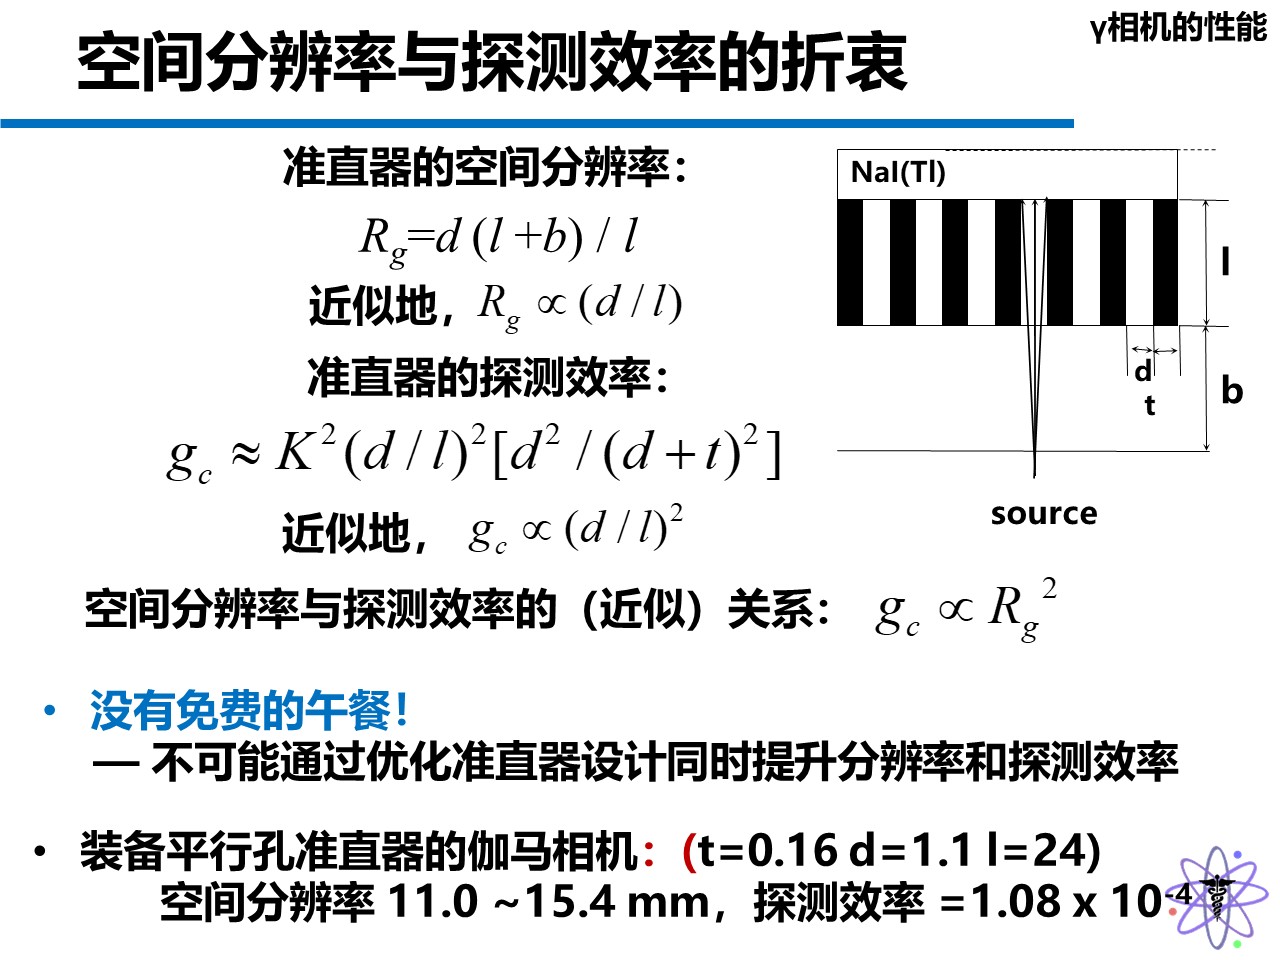 γ相机的性能
空间分辨率与探测效率的折衷
准直器的空间分辨率：
R_g=d (l +b) / l
近似地，R_g ∝ (d / l)
准直器的探测效率：
g_c ≈ K^2 (d / l)^2 [d^2 / (d + t)^2 ]
近似地， g_c ∝ (d / l)^2
空间分辨率与探测效率的（近似）关系： g_c ∝ R_g^2
NaI(Tl)
l
d
t
b
source
• 没有免费的午餐！
— 不可能通过优化准直器设计同时提升分辨率和探测效率
• 装备平行孔准直器的伽马相机：(t=0.16 d=1.1 l=24)
空间分辨率 11.0 ~15.4 mm，探测效率 =1.08 x 10^-4